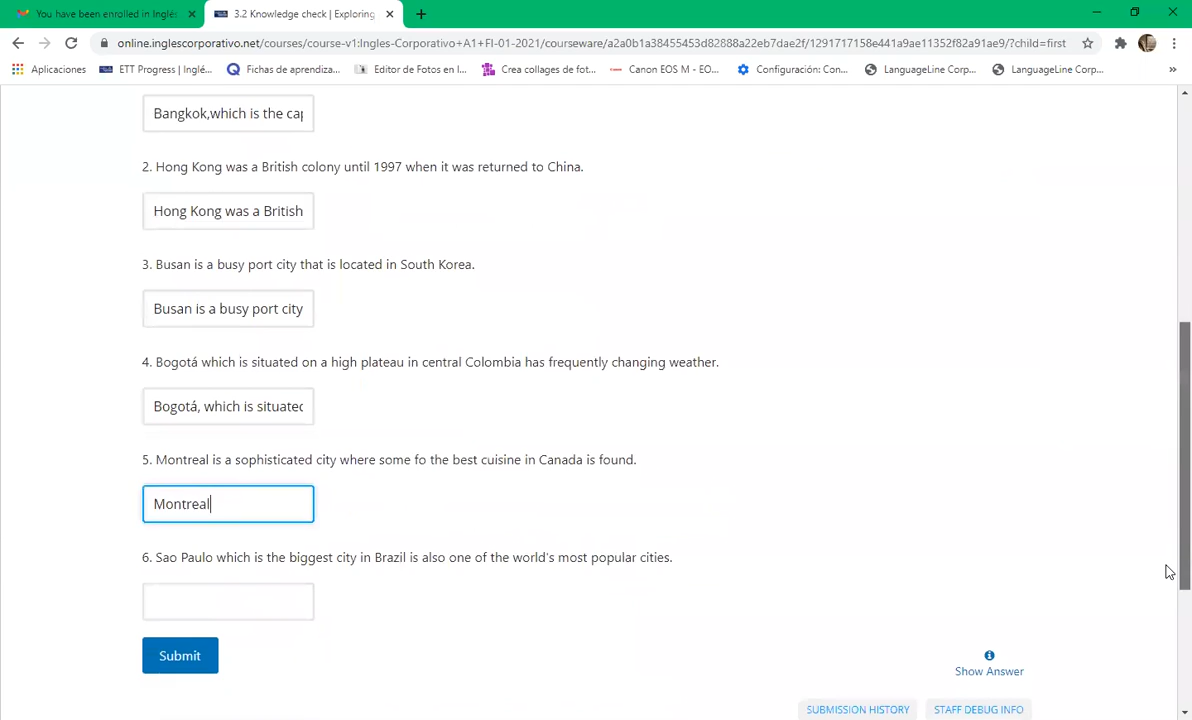 You have been enrolled in Inglés
3.2 Knowledge check | Exploring
online.inglescorporativo.net/courses/course-v1:Ingles-Corporativo+A1+FI-01-2021/courseware/a2a0b1a38455453d82888a22eb7dae2f/1291717158e441a9ae11352f82a91ae9/?child=first
Aplicaciones ETT Progress | Inglé... Fichas de aprendiza... Editor de Fotos en l... Crea collages de fot... Canon EOS M - EO... Configuración: Con... LanguageLine Corp... LanguageLine Corp... »
Bangkok,which is the cap
2. Hong Kong was a British colony until 1997 when it was returned to China.
Hong Kong was a British
3. Busan is a busy port city that is located in South Korea.
Busan is a busy port city
4. Bogotá which is situated on a high plateau in central Colombia has frequently changing weather.
Bogotá, which is situated
5. Montreal is a sophisticated city where some fo the best cuisine in Canada is found.
Montreal
6. Sao Paulo which is the biggest city in Brazil is also one of the world's most popular cities.
Submit
Show Answer
SUBMISSION HISTORY STAFF DEBUG INFO